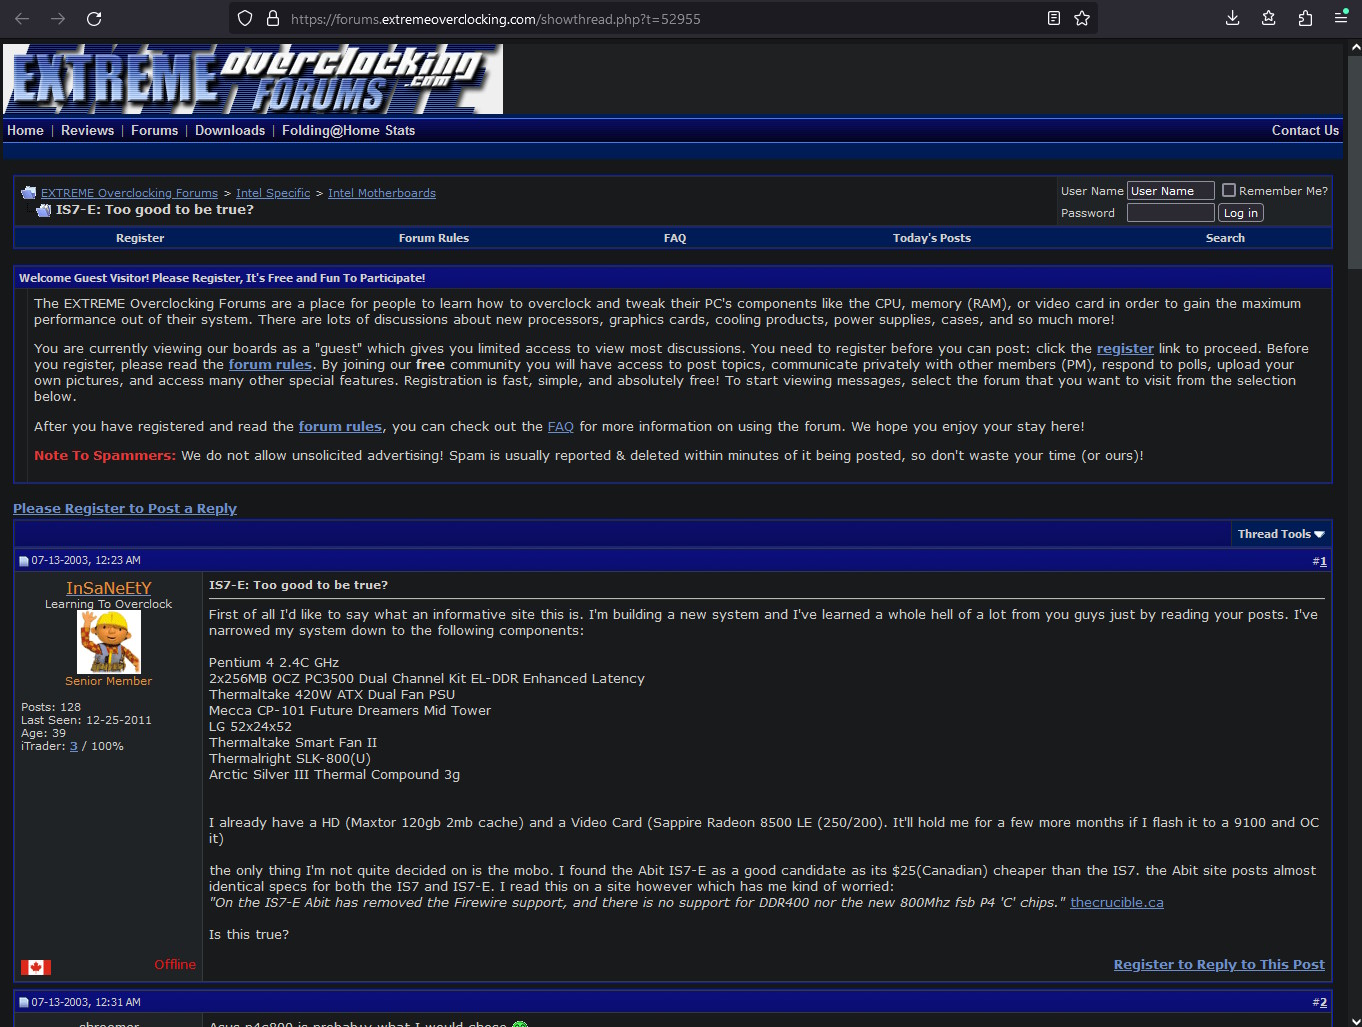 https://forums.extremeoverclocking.com/showthread.php?t=52955
EXTREME overclocking .com
FORUMS
Home | Reviews | Forums | Downloads | Folding@Home Stats Contact Us
EXTREME Overclocking Forums > Intel Specific > Intel Motherboards
IS7-E: Too good to be true?
User Name User Name Remember Me?
Password Log in
Register Forum Rules FAQ Today's Posts Search
Welcome Guest Visitor! Please Register, It's Free and Fun To Participate!
The EXTREME Overclocking Forums are a place for people to learn how to overclock and tweak their PC's components like the CPU, memory (RAM), or video card in order to gain the maximum
performance out of their system. There are lots of discussions about new processors, graphics cards, cooling products, power supplies, cases, and so much more!
You are currently viewing our boards as a "guest" which gives you limited access to view most discussions. You need to register before you can post: click the register link to proceed. Before
you register, please read the forum rules. By joining our free community you will have access to post topics, communicate privately with other members (PM), respond to polls, upload your
own pictures, and access many other special features. Registration is fast, simple, and absolutely free! To start viewing messages, select the forum that you want to visit from the selection
below.
After you have registered and read the forum rules, you can check out the FAQ for more information on using the forum. We hope you enjoy your stay here!
Note To Spammers: We do not allow unsolicited advertising! Spam is usually reported & deleted within minutes of it being posted, so don't waste your time (or ours)!
Please Register to Post a Reply
Thread Tools
07-13-2003, 12:23 AM #1
InSaNeEtY
Learning To Overclock
Senior Member
Posts: 128
Last Seen: 12-25-2011
Age: 39
iTrader: 3 / 100%
Offline
IS7-E: Too good to be true?
First of all I'd like to say what an informative site this is. I'm building a new system and I've learned a whole hell of a lot from you guys just by reading your posts. I've
narrowed my system down to the following components:
Pentium 4 2.4C GHz
2x256MB OCZ PC3500 Dual Channel Kit EL-DDR Enhanced Latency
Thermaltake 420W ATX Dual Fan PSU
Mecca CP-101 Future Dreamers Mid Tower
LG 52x24x52
Thermaltake Smart Fan II
Thermalright SLK-800(U)
Arctic Silver III Thermal Compound 3g
I already have a HD (Maxtor 120gb 2mb cache) and a Video Card (Sappire Radeon 8500 LE (250/200). It'll hold me for a few more months if I flash it to a 9100 and OC
it)
the only thing I'm not quite decided on is the mobo. I found the Abit IS7-E as a good candidate as its $25(Canadian) cheaper than the IS7. the Abit site posts almost
identical specs for both the IS7 and IS7-E. I read this on a site however which has me kind of worried:
"On the IS7-E Abit has removed the Firewire support, and there is no support for DDR400 nor the new 800Mhz fsb P4 'C' chips." thecrucible.ca
Is this true?
Register to Reply to This Post
07-13-2003, 12:31 AM #2
shroomer
Asus p4c800 is probaby what I would chose